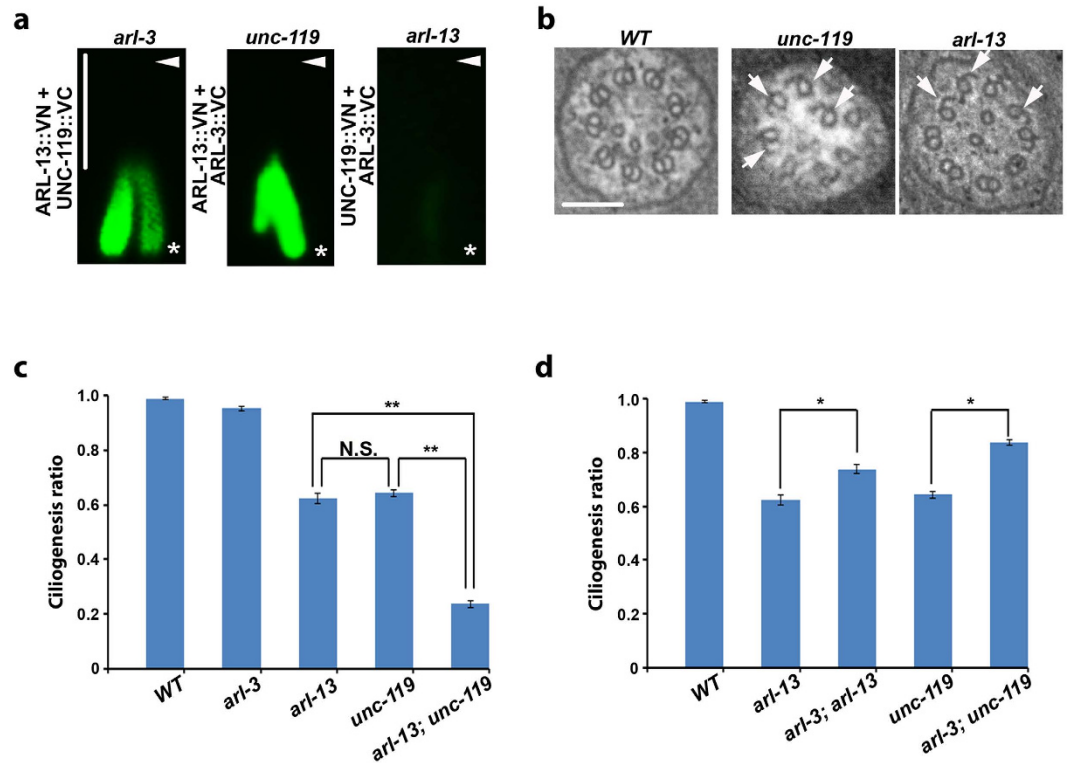 a
arl-3
unc-119
arl-13
ARL-13::VN +
UNC-119::VC
ARL-13::VN +
ARL-3::VC
UNC-119::VN +
ARL-3::VC
*
*
*
b
WT
unc-119
arl-13
c
Ciliogenesis ratio
1.0
0.8
0.6
0.4
0.2
0
**
N.S.
**
WT
arl-3
arl-13
unc-119
arl-13; unc-119
d
Ciliogenesis ratio
1.0
0.8
0.6
0.4
0.2
0
*
*
WT
arl-13
arl-3; arl-13
unc-119
arl-3; unc-119